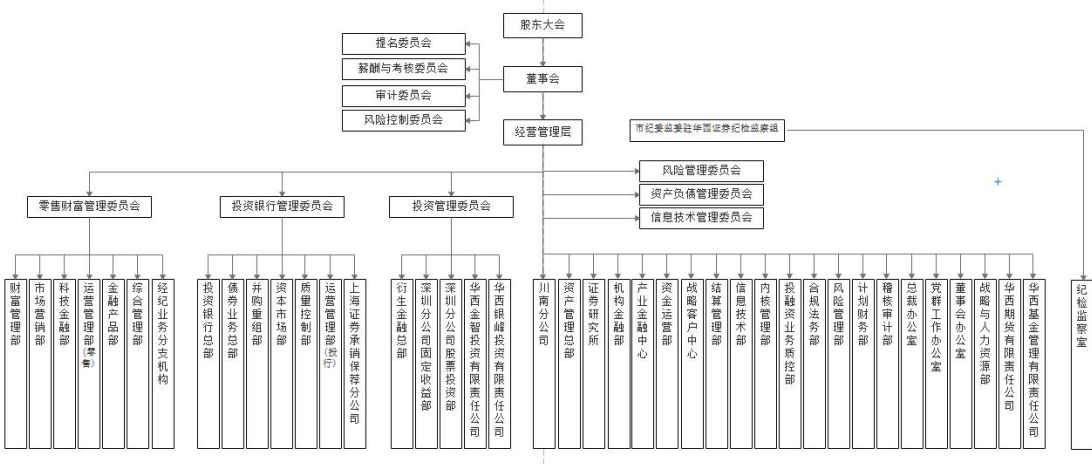 股东大会
提名委员会
薪酬与考核委员会
董事会
审计委员会
风险控制委员会
经营管理层
市纪委监委驻华西证券纪检监察组
风险管理委员会
资产负债管理委员会
信息技术管理委员会
零售财富管理委员会
投资银行管理委员会
投资管理委员会
财富管理部
市场营销部
科技金融部
运营管理部(零售)
金融产品部
综合管理部
经纪业务分支机构
投资银行总部
债券业务总部
并购重组部
资本市场部
质量控制部
运营管理部(投行)
上海证券承销保荐分公司
衍生金融总部
深圳分公司固定收益部
深圳分公司股票投资部
华西金智投资有限责任公司
华西银峰投资有限责任公司
川南分公司
资产管理总部
证券研究所
机构金融部
产业金融中心
资金运营部
战略客户中心
结算管理部
信息技术部
内核管理部
投融资业务质控部
合规法务部
风险管理部
计划财务部
稽核审计部
总裁办公室
党群工作办公室
董事会办公室
战略与人力资源部
华西期货有限责任公司
华西基金管理有限责任公司
纪检监察室